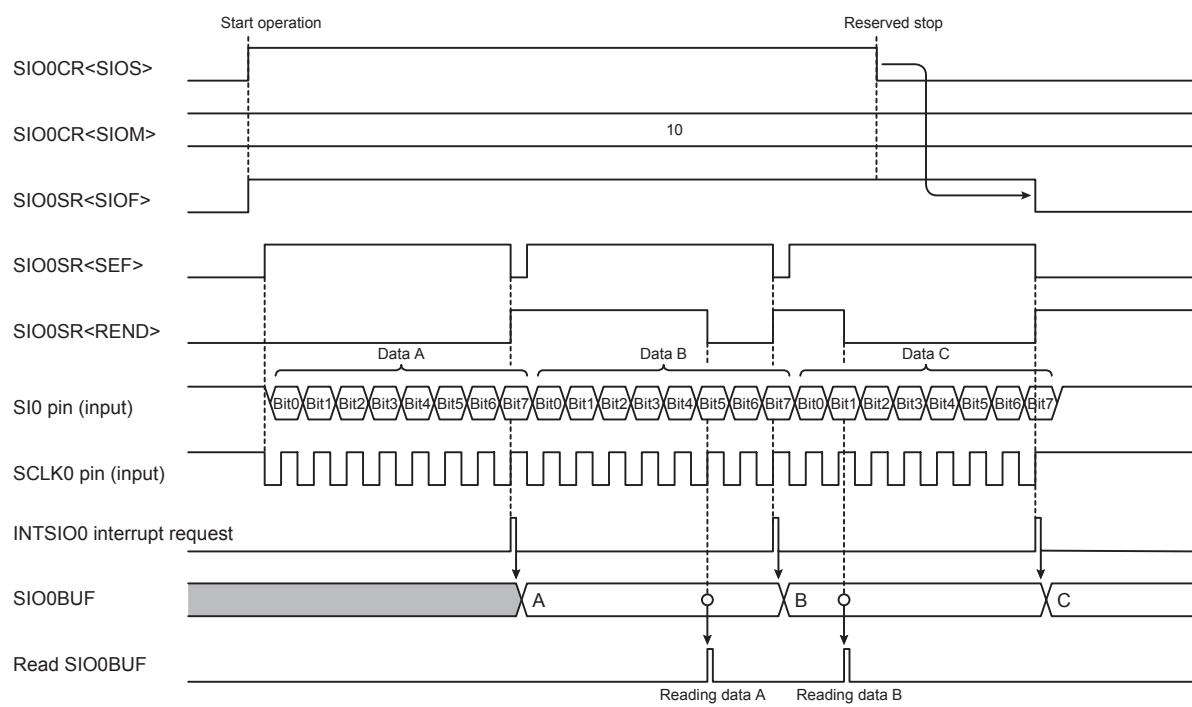 Start operation Reserved stop
SIO0CR<SIOS>
SIO0CR<SIOM> 10
SIO0SR<SIOF>
SIO0SR<SEF>
SIO0SR<REND>
Data A Data B Data C
SI0 pin (input) Bit0 Bit1 Bit2 Bit3 Bit4 Bit5 Bit6 Bit7 Bit0 Bit1 Bit2 Bit3 Bit4 Bit5 Bit6 Bit7 Bit0 Bit1 Bit2 Bit3 Bit4 Bit5 Bit6 Bit7
SCLK0 pin (input)
INTSIO0 interrupt request
SIO0BUF A B C
Read SIO0BUF
Reading data A Reading data B